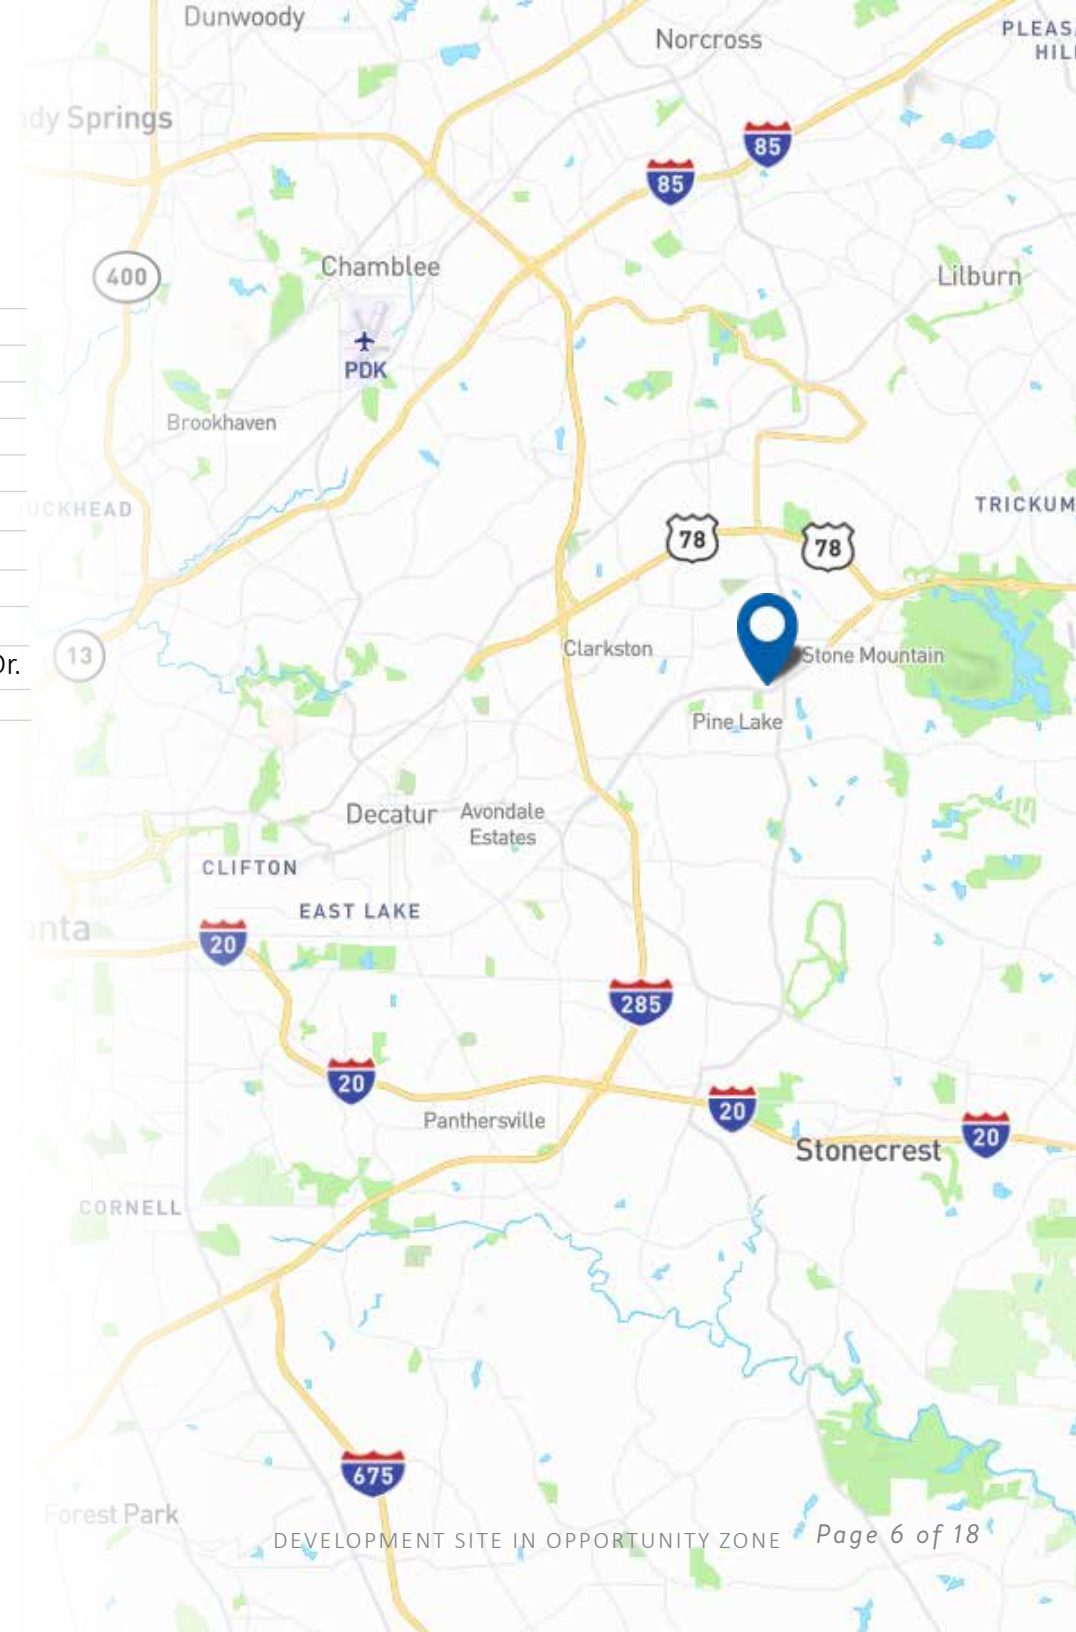 Dunwoody
Norcross
PLEAS
HIL
dy Springs
85
85
400
Chamblee
Lilburn
PDK
Brookhaven
UCKHEAD
TRICKUM
78
78
Dr.
13
Clarkston
Stone Mountain
Pine Lake
Decatur
Avondale
Estates
CLIFTON
EAST LAKE
anta
20
285
20
20
Panthersville
Stonecrest
20
CORNELL
675
Forest Park
DEVELOPMENT SITE IN OPPORTUNITY ZONE
Page 6 of 18